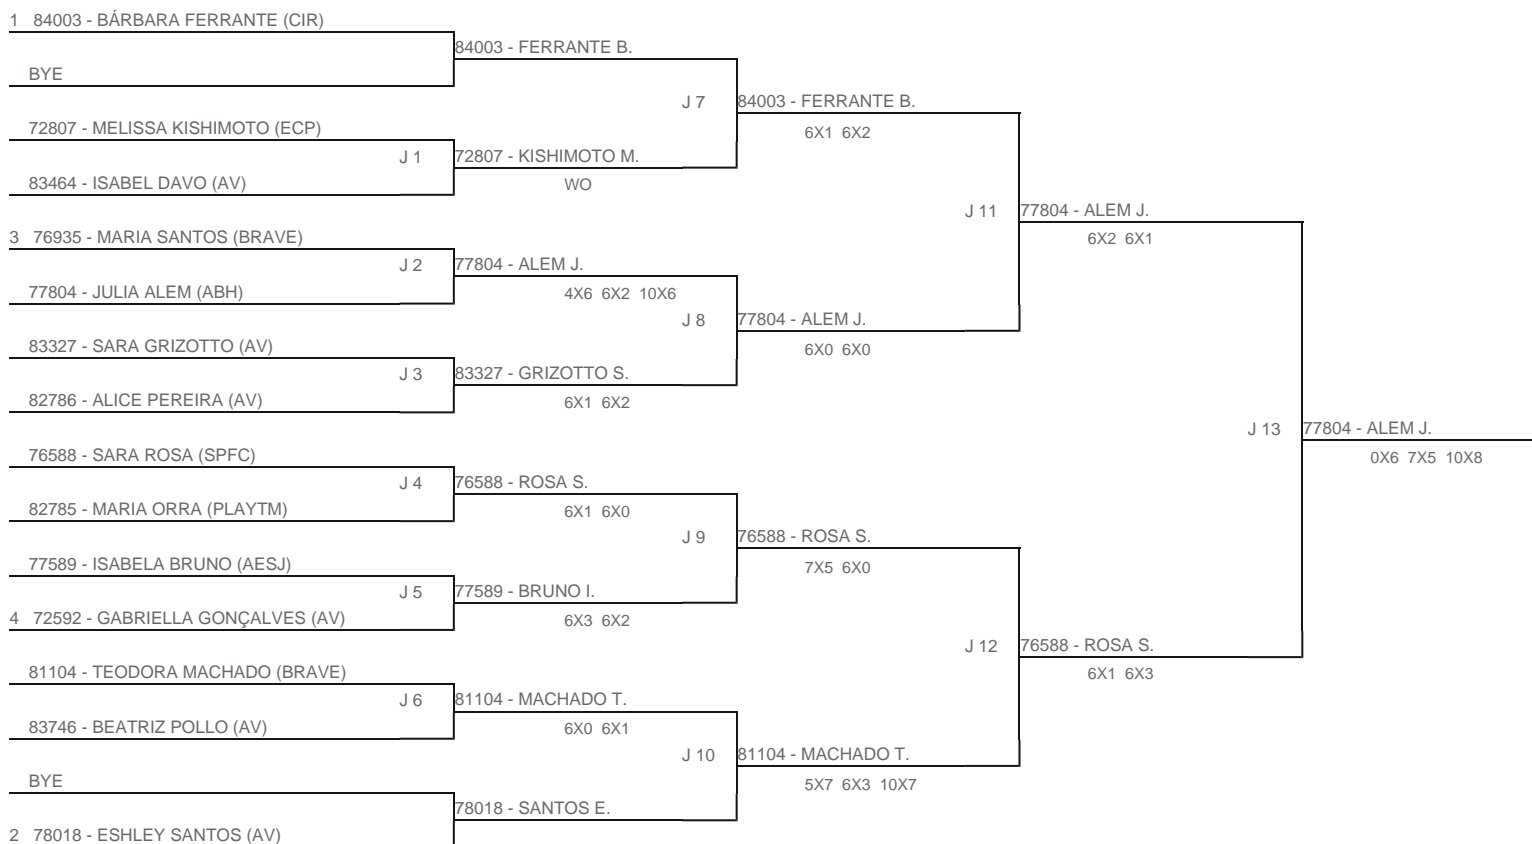 1 84003 - BÁRBARA FERRANTE (CIR)
84003 - FERRANTE B.
BYE
J 7
84003 - FERRANTE B.
6X1 6X2
72807 - MELISSA KISHIMOTO (ECP)
J 1
72807 - KISHIMOTO M.
WO
83464 - ISABEL DAVO (AV)
J 11
77804 - ALEM J.
6X2 6X1
3 76935 - MARIA SANTOS (BRAVE)
J 2
77804 - ALEM J.
4X6 6X2 10X6
77804 - JULIA ALEM (ABH)
J 8
77804 - ALEM J.
6X0 6X0
83327 - SARA GRIZOTTO (AV)
J 3
83327 - GRIZOTTO S.
6X1 6X2
82786 - ALICE PEREIRA (AV)
J 13
77804 - ALEM J.
0X6 7X5 10X8
76588 - SARA ROSA (SPFC)
J 4
76588 - ROSA S.
6X1 6X0
82785 - MARIA ORRA (PLAYTM)
J 9
76588 - ROSA S.
7X5 6X0
77589 - ISABELA BRUNO (AESJ)
J 5
77589 - BRUNO I.
6X3 6X2
4 72592 - GABRIELLA GONÇALVES (AV)
J 12
76588 - ROSA S.
6X1 6X3
81104 - TEODORA MACHADO (BRAVE)
J 6
81104 - MACHADO T.
6X0 6X1
83746 - BEATRIZ POLLO (AV)
J 10
81104 - MACHADO T.
5X7 6X3 10X7
BYE
78018 - SANTOS E.
2 78018 - ESHLEY SANTOS (AV)